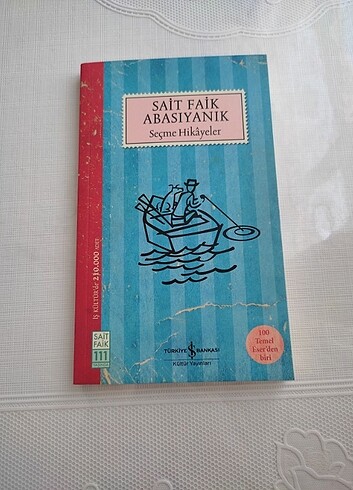 SAİT FAİK
ABASIYANIK
Seçme Hikâyeler
İŞ KÜLTÜR'de 210.000 adet
SAİT
FAİK
111
100
Temel
Eser'den
biri
TÜRKİYE İŞ BANKASI
Kültür Yayınları